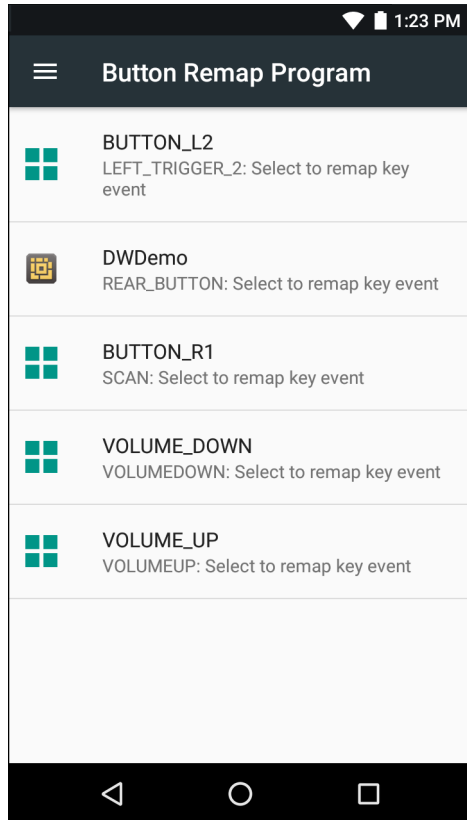 1:23 PM
Button Remap Program
BUTTON_L2
LEFT_TRIGGER_2: Select to remap key
event
DWDemo
REAR_BUTTON: Select to remap key event
BUTTON_R1
SCAN: Select to remap key event
VOLUME_DOWN
VOLUMEDOWN: Select to remap key event
VOLUME_UP
VOLUMEUP: Select to remap key event